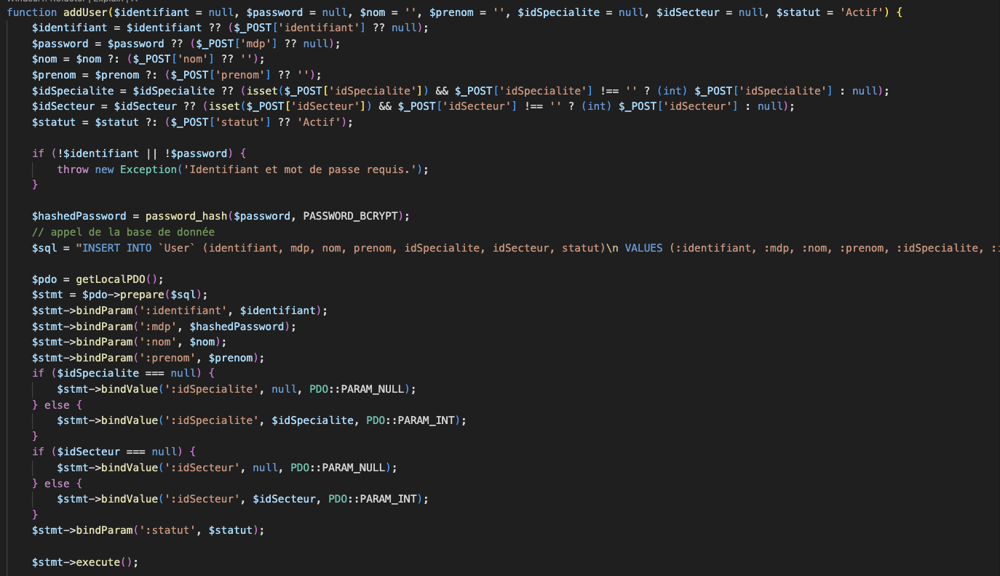 function addUser($identifiant = null, $password = null, $nom = '', $prenom = '', $idSpecialite = null, $idSecteur = null, $statut = 'Actif') {
$identifiant = $identifiant ?? ($_POST['identifiant'] ?? null);
$password = $password ?? ($_POST['mdp'] ?? null);
$nom = $nom ?: ($_POST['nom'] ?? '');
$prenom = $prenom ?: ($_POST['prenom'] ?? '');
$idSpecialite = $idSpecialite ?? (isset($_POST['idSpecialite']) && $_POST['idSpecialite'] !== '' ? (int) $_POST['idSpecialite'] : null);
$idSecteur = $idSecteur ?? (isset($_POST['idSecteur']) && $_POST['idSecteur'] !== '' ? (int) $_POST['idSecteur'] : null);
$statut = $statut ?: ($_POST['statut'] ?? 'Actif');
if (!$identifiant || !$password) {
throw new Exception('Identifiant et mot de passe requis.');
}
$hashedPassword = password_hash($password, PASSWORD_BCRYPT);
// appel de la base de donnée
$sql = "INSERT INTO `User` (identifiant, mdp, nom, prenom, idSpecialite, idSecteur, statut)\n VALUES (:identifiant, :mdp, :nom, :prenom, :idSpecialite,
$pdo = getLocalPDO();
$stmt = $pdo->prepare($sql);
$stmt->bindParam(':identifiant', $identifiant);
$stmt->bindParam(':mdp', $hashedPassword);
$stmt->bindParam(':nom', $nom);
$stmt->bindParam(':prenom', $prenom);
if ($idSpecialite === null) {
$stmt->bindValue(':idSpecialite', null, PDO::PARAM_NULL);
} else {
$stmt->bindValue(':idSpecialite', $idSpecialite, PDO::PARAM_INT);
}
if ($idSecteur === null) {
$stmt->bindValue(':idSecteur', null, PDO::PARAM_NULL);
} else {
$stmt->bindValue(':idSecteur', $idSecteur, PDO::PARAM_INT);
}
$stmt->bindParam(':statut', $statut);
$stmt->execute();